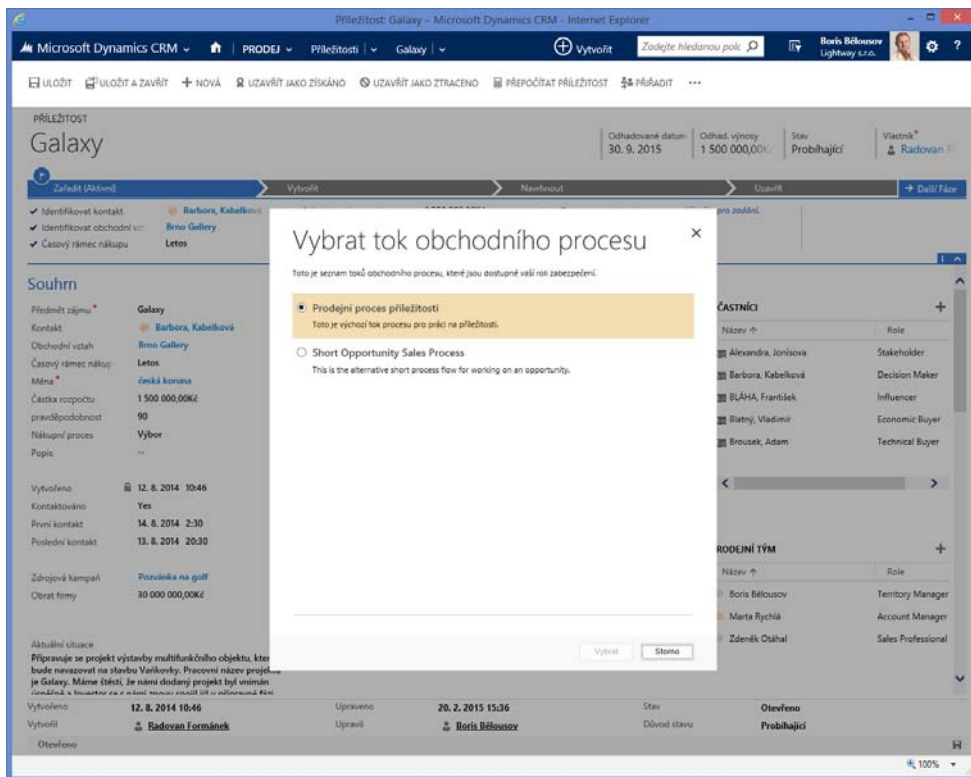 Příležitost: Galaxy – Microsoft Dynamics CRM - Internet Explorer
Microsoft Dynamics CRM
PRODEJ
Příležitosti
Galaxy
Vytvořit
Zadejte hledanou polc
Boris Bělousov
Lightway s.r.o.
?
ULOŽIT
ULOŽIT A ZAVŘÍT
NOVÁ
UZAVŘÍT JAKO ZÍSKÁNO
UZAVŘÍT JAKO ZTRACENO
PŘEPOČÍTAT PŘÍLEŽITOST
PŘIŘADIT
PŘÍLEŽITOST
Galaxy
Odhadované datum
30. 9. 2015
Odhad. výnosy
1 500 000,00Kč
Stav
Probíhající
Vlastník*
Radovan
Zařadit (Aktivní)
Vytvořit
Navrhnout
Uzavřít
Další Fáze
Identifikovat kontakt
Barbora, Kabelková
Identifikovat obchodní
Brno Gallery
Časový rámec nákupu
Letos
pro zadání.
Vybrat tok obchodního procesu
Toto je seznam toků obchodního procesu, které jsou dostupné vaší roli zabezpečení.
Prodejní proces příležitosti
Toto je výchozí tok procesu pro práci na příležitosti.
Short Opportunity Sales Process
This is the alternative short process flow for working on an opportunity.
Vybrat
Storno
Souhrn
Předmět zájmu*
Galaxy
Kontakt
Barbora, Kabelková
Obchodní vztah
Brno Gallery
Časový rámec nákup
Letos
Měna*
česká koruna
Částka rozpočtu
1 500 000,00Kč
pravděpodobnost
90
Nákupní proces
Výbor
Popis
--
Vytvořeno
12. 8. 2014 10:46
Kontaktováno
Yes
První kontakt
14. 8. 2014 2:30
Poslední kontakt
13. 8. 2014 20:30
Zdrojová kampaň
Pozvánka na golf
Obrat firmy
30 000 000,00Kč
Aktuální situace
Připravuje se projekt výstavby multifunkčního objektu, kter
bude navazovat na stavbu Vaňkovky. Pracovní název projektu
je Galaxy. Máme štěstí, že námi dodaný projekt byl vnímán
ČASTNÍCI
Název
Role
Alexandra, Jonisova
Stakeholder
Barbora, Kabelková
Decision Maker
BLÁHA, František
Influencer
Blatný, Vladimír
Economic Buyer
Brousek, Adam
Technical Buyer
RODEJNÍ TÝM
Název
Role
Boris Bělousov
Territory Manager
Marta Rychlá
Account Manager
Zdeněk Otáhal
Sales Professional
Vytvořeno
12. 8. 2014 10:46
Upraveno
20. 2. 2015 15:36
Stav
Otevřeno
Vytvořil
Radovan Formánek
Upravil
Boris Bělousov
Důvod stavu
Probíhající
Otevřeno
100%